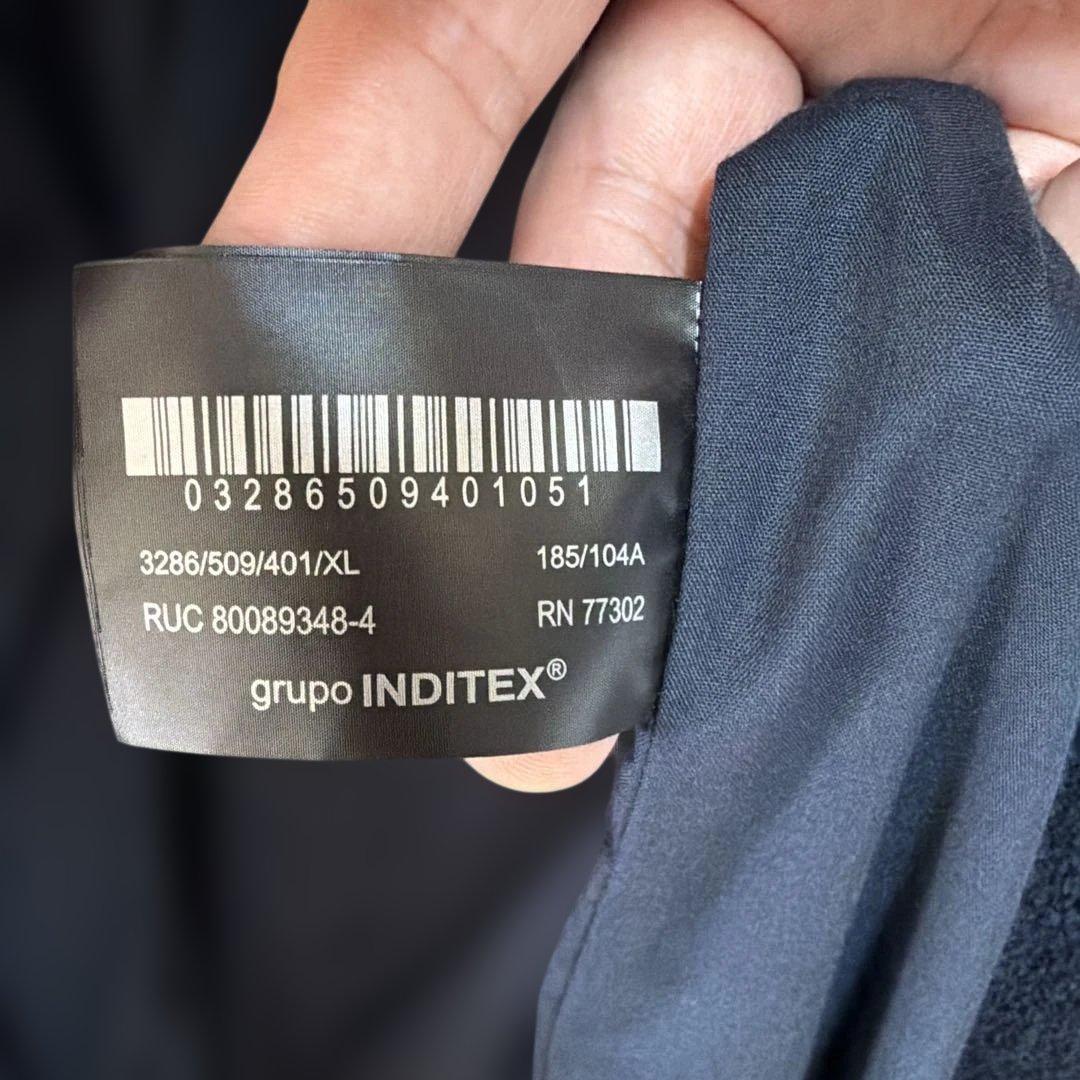 03286509401051
3286/509/401/XL 185/104A
RUC 80089348-4 RN 77302
grupo INDITEX®